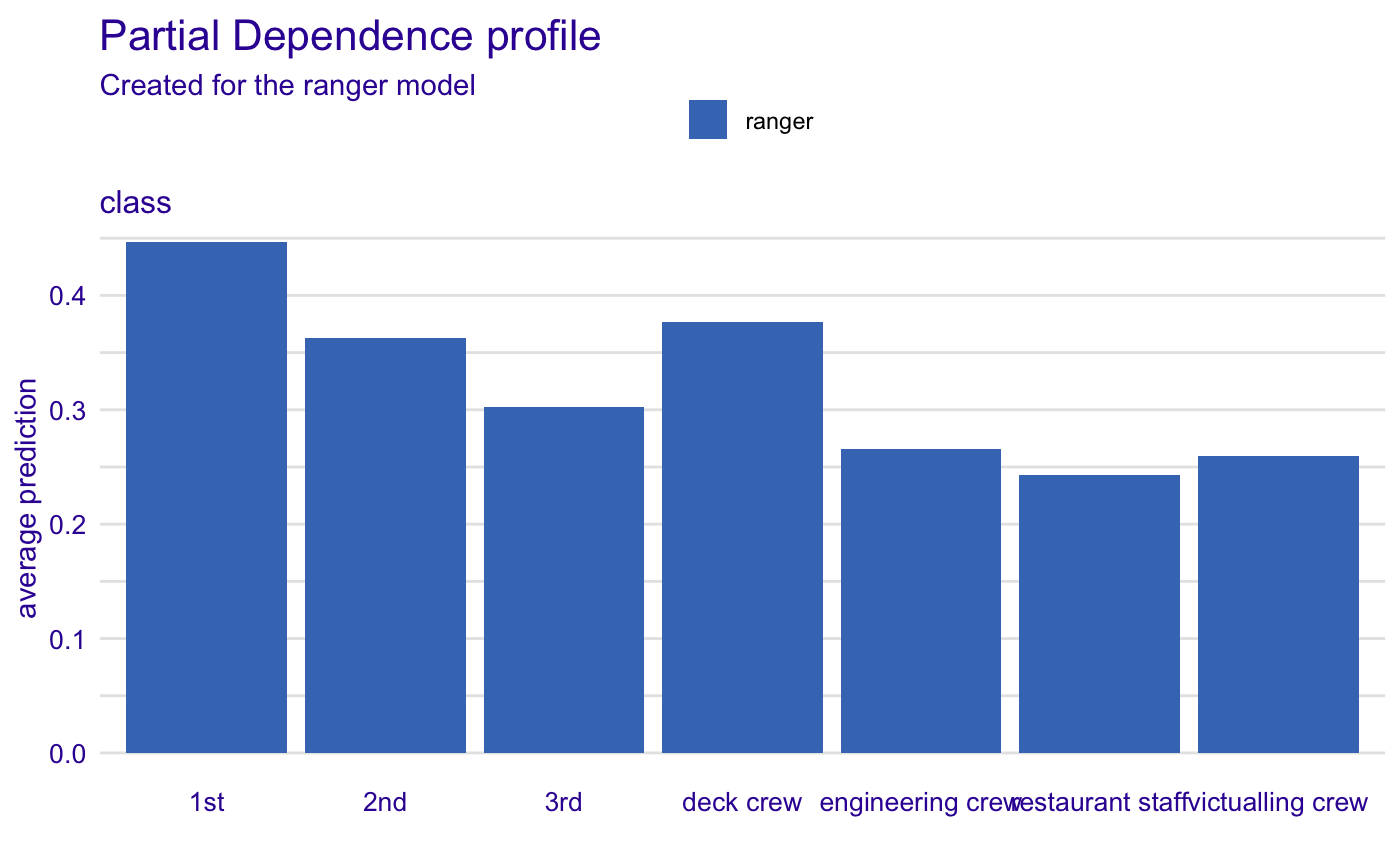 Partial Dependence profile
Created for the ranger model
ranger
class
average prediction
0.4
0.3
0.2
0.1
0.0
1st 2nd 3rd deck crew engineering crew restaurant staff victualling crew